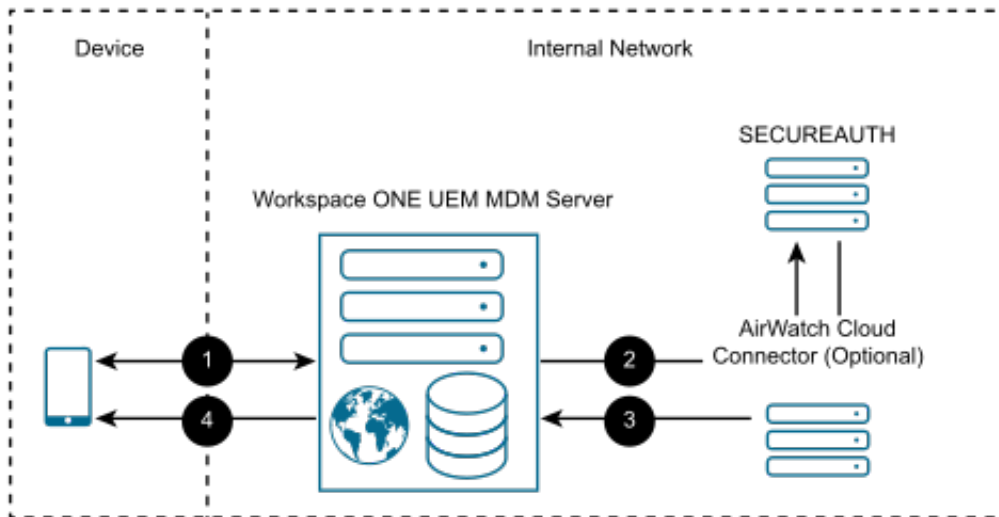 Device
Internal Network
SECUREAUTH
Workspace ONE UEM MDM Server
AirWatch Cloud
Connector (Optional)
1
2
4
3